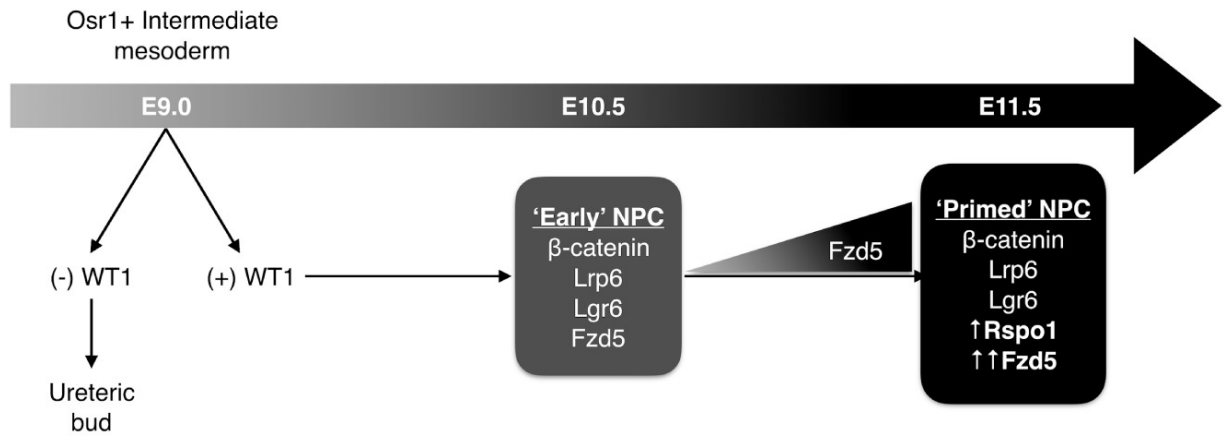 Osr1+ Intermediate
mesoderm
E9.0
E10.5
E11.5
(-) WT1
(+) WT1
Ureteric
bud
‘Early’ NPC
β-catenin
Lrp6
Lgr6
Fzd5
Fzd5
‘Primed’ NPC
β-catenin
Lrp6
Lgr6
↑Rspo1
↑↑Fzd5